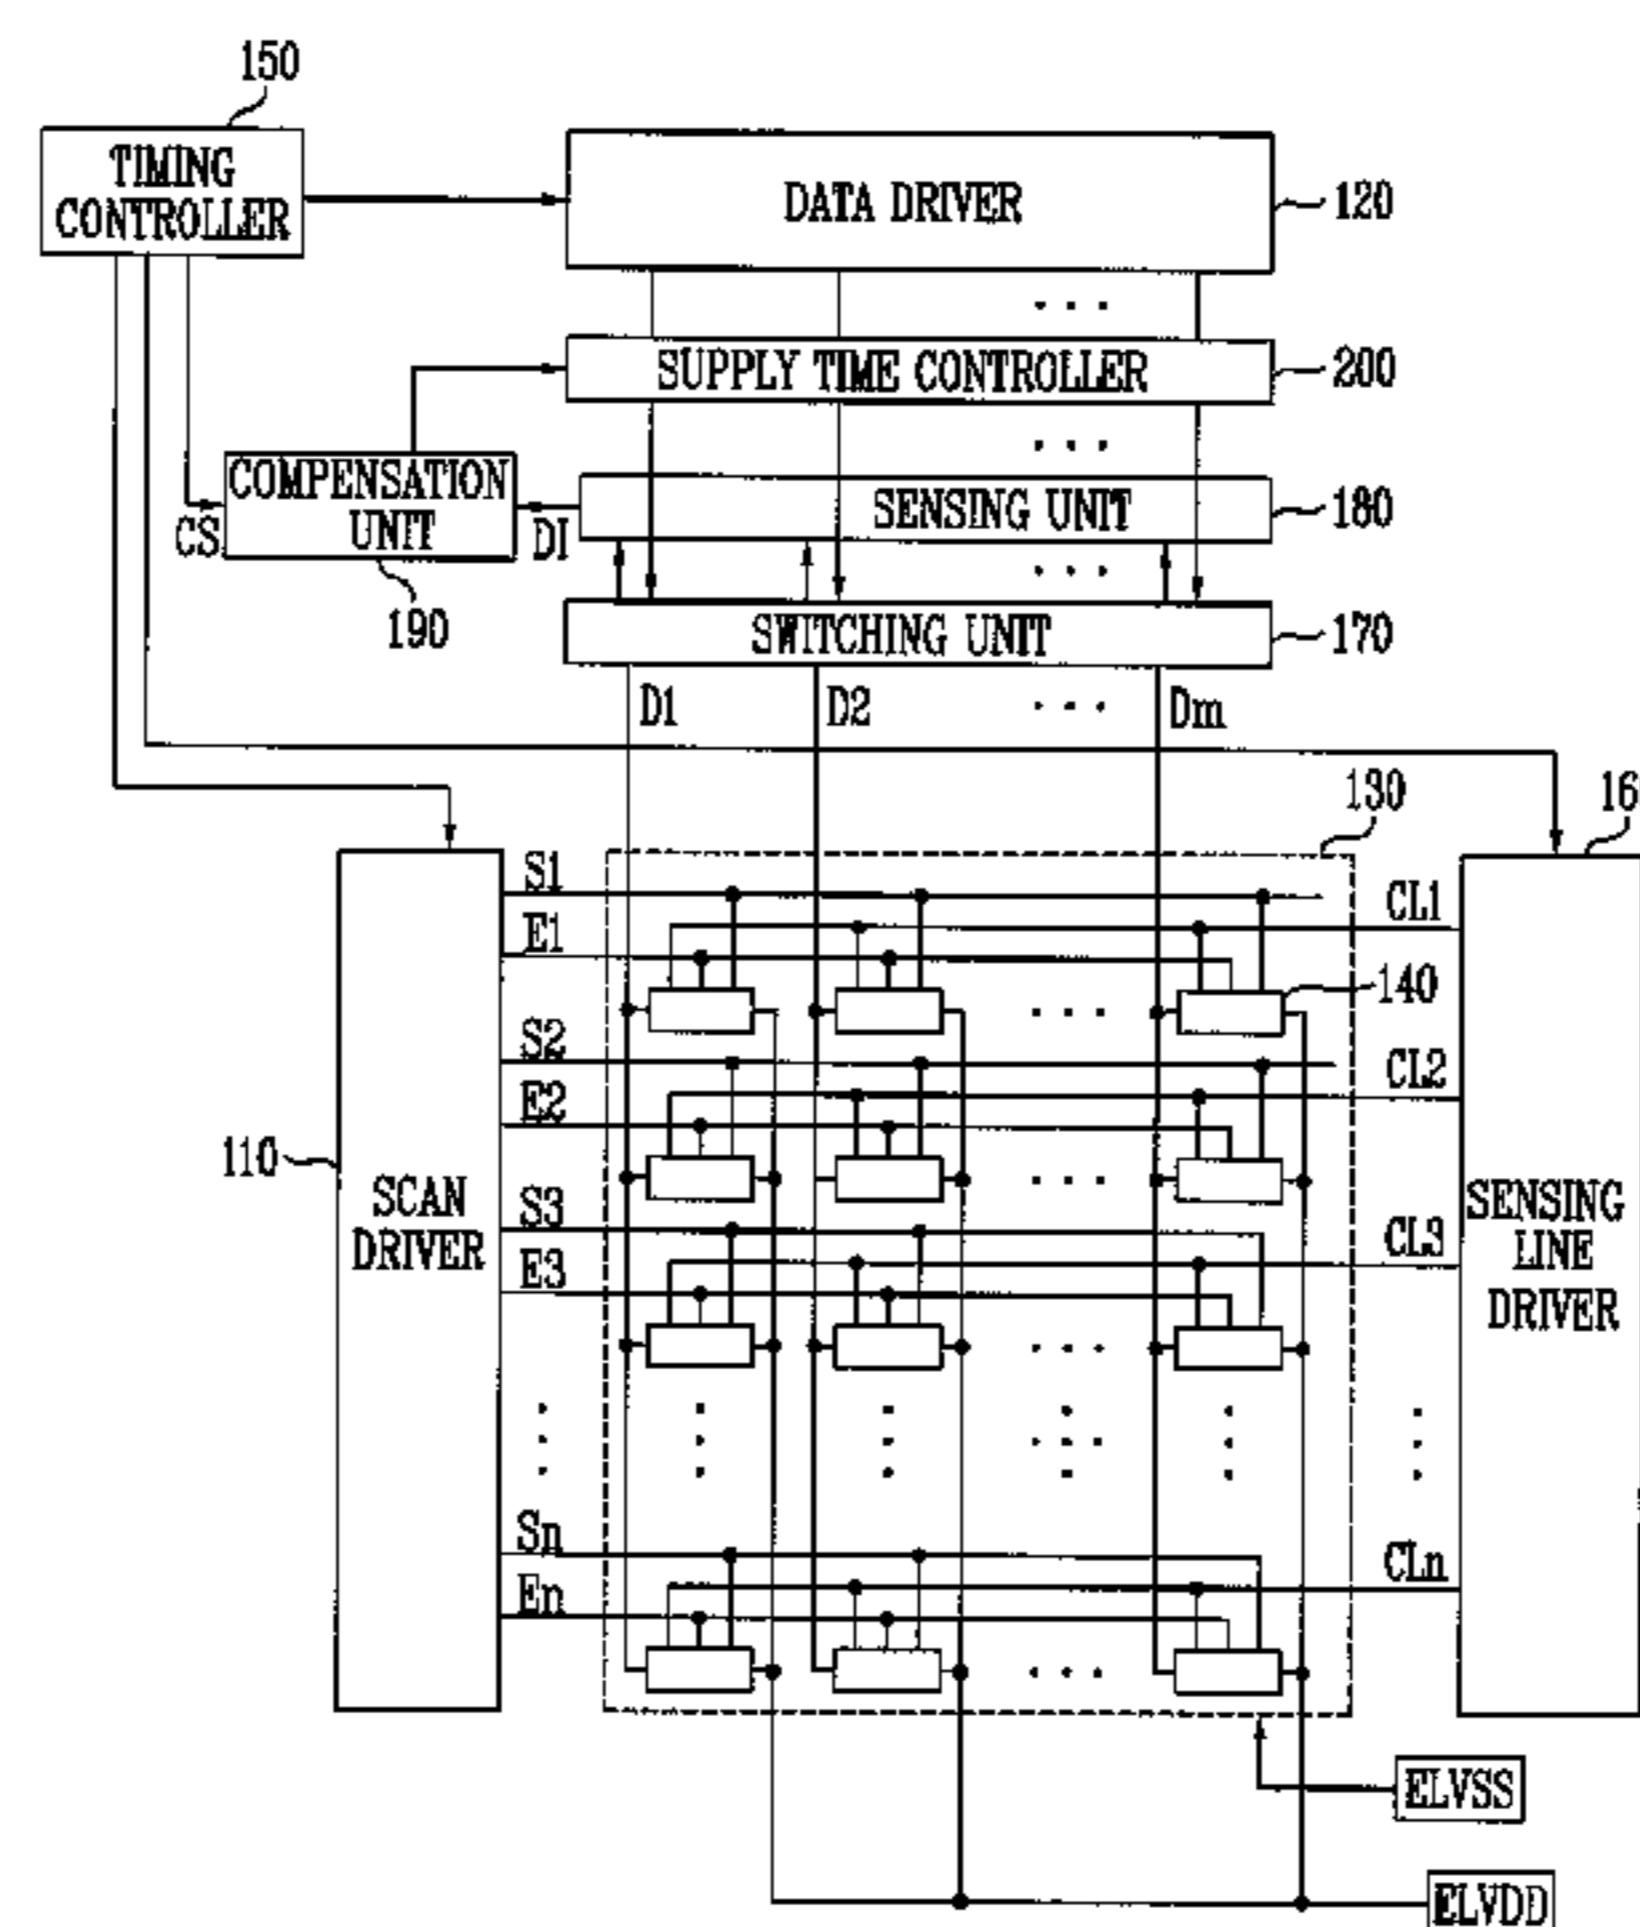 150
TIMING
CONTROLLER
DATA DRIVER
120
SUPPLY TIME CONTROLLER
200
COMPENSATION
UNIT
CS
DI
190
SENSING UNIT
180
SWITCHING UNIT
170
D1
D2
Dm
130
16
S1
E1
CL1
140
S2
E2
CL2
110
SCAN
DRIVER
S3
E3
CL3
SENSING
LINE
DRIVER
Sn
En
CLn
ELVSS
ELVDD